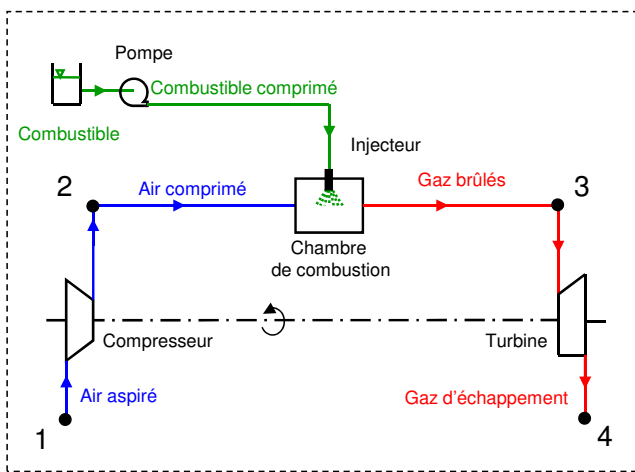 Pompe
Combustible comprimé
Combustible
Injecteur
2
Air comprimé
Gaz brûlés
3
Chambre
de combustion
Compresseur
Turbine
Air aspiré
Gaz d'échappement
1
4